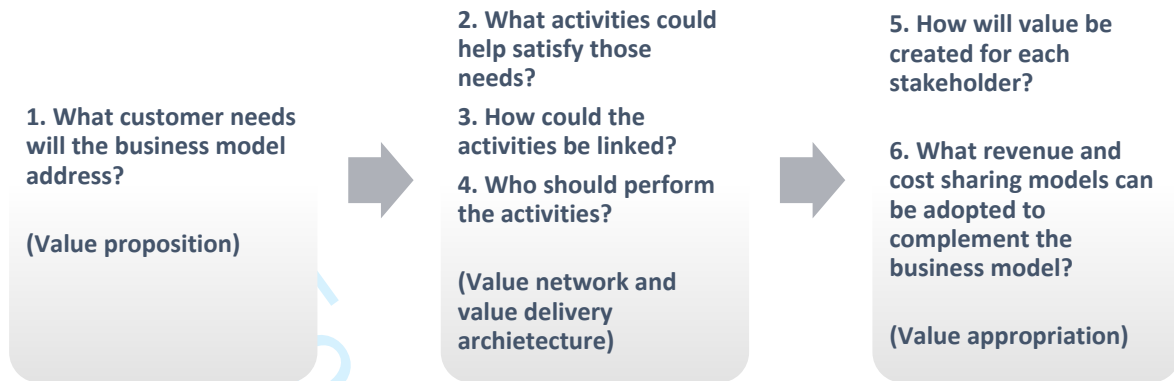 1. What customer needs
will the business model
address?
(Value proposition)
2. What activities could
help satisfy those
needs?
3. How could the
activities be linked?
4. Who should perform
the activities?
(Value network and
value delivery
archietecture)
5. How will value be
created for each
stakeholder?
6. What revenue and
cost sharing models can
be adopted to
complement the
business model?
(Value appropriation)